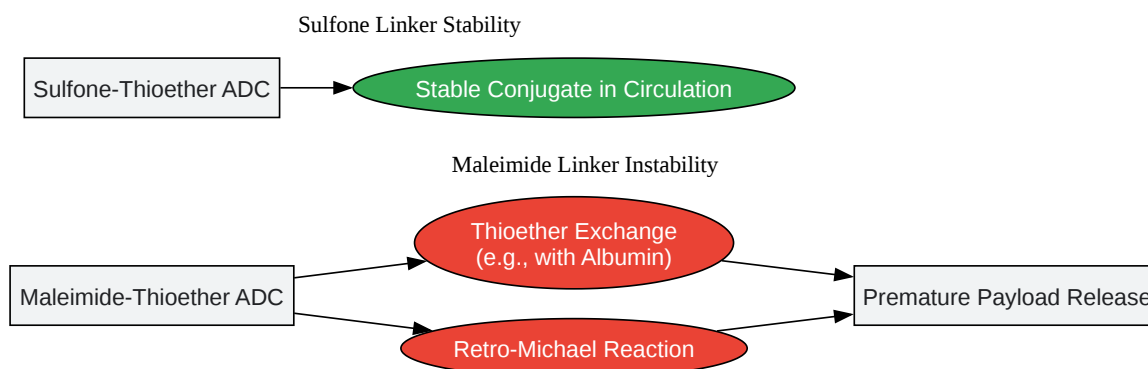 Sulfone Linker Stability
Sulfone-Thioether ADC
Stable Conjugate in Circulation
Maleimide Linker Instability
Thioether Exchange
(e.g., with Albumin)
Maleimide-Thioether ADC
Premature Payload Release
Retro-Michael Reaction